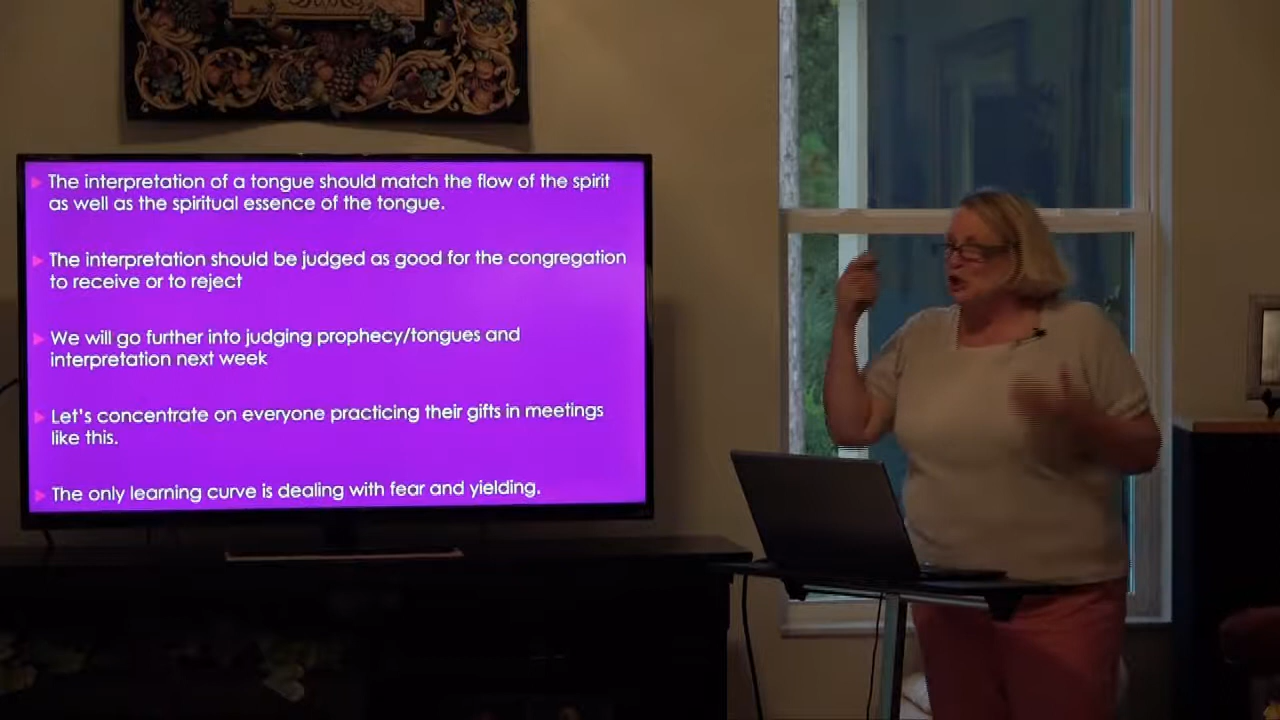 The interpretation of a tongue should match the flow of the spirit
as well as the spiritual essence of the tongue.
The interpretation should be judged as good for the congregation
to receive or to reject
We will go further into judging prophecy/tongues and
interpretation next week
Let's concentrate on everyone practicing their gifts in meetings
like this.
The only learning curve is dealing with fear and yielding.